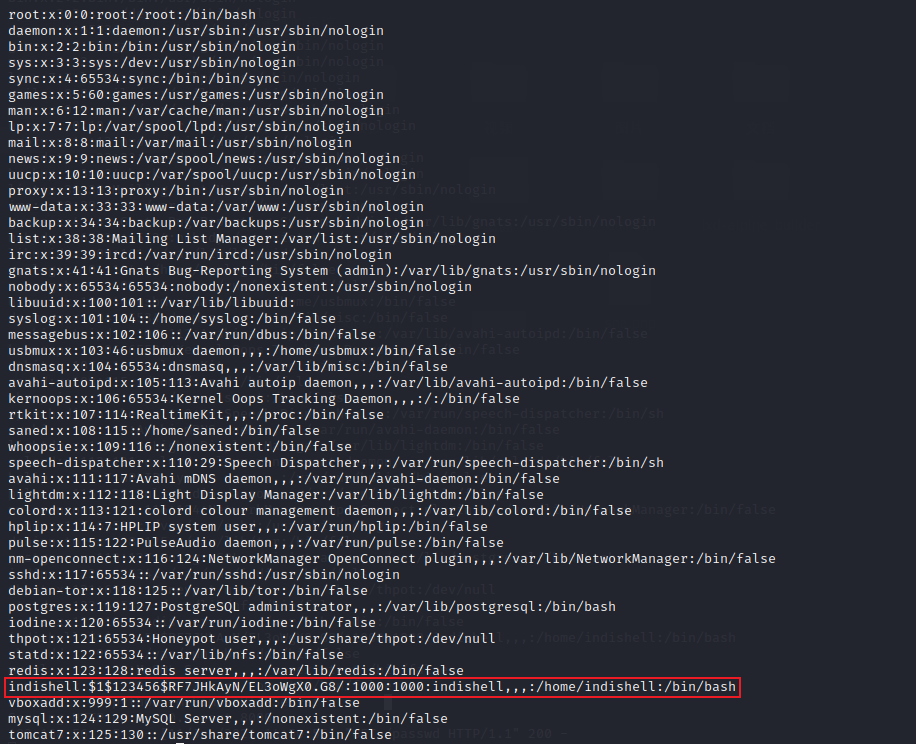 root:x:0:0:root:/root:/bin/bash
daemon:x:1:1:daemon:/usr/sbin:/usr/sbin/nologin
bin:x:2:2:bin:/bin:/usr/sbin/nologin
sys:x:3:3:sys:/dev:/usr/sbin/nologin
sync:x:4:65534:sync:/bin:/bin/sync
games:x:5:60:games:/usr/games:/usr/sbin/nologin
man:x:6:12:man:/var/cache/man:/usr/sbin/nologin
lp:x:7:7:lp:/var/spool/lpd:/usr/sbin/nologin
mail:x:8:8:mail:/var/mail:/usr/sbin/nologin
news:x:9:9:news:/var/spool/news:/usr/sbin/nologin
uucp:x:10:10:uucp:/var/spool/uucp:/usr/sbin/nologin
proxy:x:13:13:proxy:/bin:/usr/sbin/nologin
www-data:x:33:33:www-data:/var/www:/usr/sbin/nologin
backup:x:34:34:backup:/var/backups:/usr/sbin/nologin
list:x:38:38:Mailing List Manager:/var/list:/usr/sbin/nologin
irc:x:39:39:ircd:/var/run/ircd:/usr/sbin/nologin
gnats:x:41:41:Gnats Bug-Reporting System (admin):/var/lib/gnats:/usr/sbin/nologin
nobody:x:65534:65534:nobody:/nonexistent:/usr/sbin/nologin
libuuid:x:100:101::/var/lib/libuuid:
syslog:x:101:104::/home/syslog:/bin/false
messagebus:x:102:106::/var/run/dbus:/bin/false
usbmux:x:103:46:usbmux daemon,,,:/home/usbmux:/bin/false
dnsmasq:x:104:65534:dnsmasq,,,:/var/lib/misc:/bin/false
avahi-autoipd:x:105:113:Avahi autoip daemon,,,:/var/lib/avahi-autoipd:/bin/false
kernoops:x:106:65534:Kernel Oops Tracking Daemon,,,:/:/bin/false
rtkit:x:107:114:RealtimeKit,,,:/proc:/bin/false
saned:x:108:115::/home/saned:/bin/false
whoopsie:x:109:116::/nonexistent:/bin/false
speech-dispatcher:x:110:29:Speech Dispatcher,,,:/var/run/speech-dispatcher:/bin/sh
avahi:x:111:117:Avahi mDNS daemon,,,:/var/run/avahi-daemon:/bin/false
lightdm:x:112:118:Light Display Manager:/var/lib/lightdm:/bin/false
colord:x:113:121:colord colour management daemon,,,:/var/lib/colord:/bin/false
hplip:x:114:7:HPLIP system user,,,:/var/run/hplip:/bin/false
pulse:x:115:122:PulseAudio daemon,,,:/var/run/pulse:/bin/false
nm-openconnect:x:116:124:NetworkManager OpenConnect plugin,,,:/var/lib/NetworkManager:/bin/false
sshd:x:117:65534::/var/run/sshd:/usr/sbin/nologin
debian-tor:x:118:125::/var/lib/tor:/bin/false
postgres:x:119:127:PostgreSQL administrator,,,:/var/lib/postgresql:/bin/bash
iodine:x:120:65534::/var/run/iodine:/bin/false
thpot:x:121:65534:Honeypot user,,,:/usr/share/thpot:/dev/null
statd:x:122:65534::/var/lib/nfs:/bin/false
redis:x:123:128:redis server,,,:/var/lib/redis:/bin/false
indishell:$1$123456$RF7JHkAyN/EL3oWgX0.G8/:1000:1000:indishell,,,:/home/indishell:/bin/bash
vboxadd:x:999:1::/var/run/vboxadd:/bin/false
mysql:x:124:129:MySQL Server,,,:/nonexistent:/bin/false
tomcat7:x:125:130::/usr/share/tomcat7:/bin/false